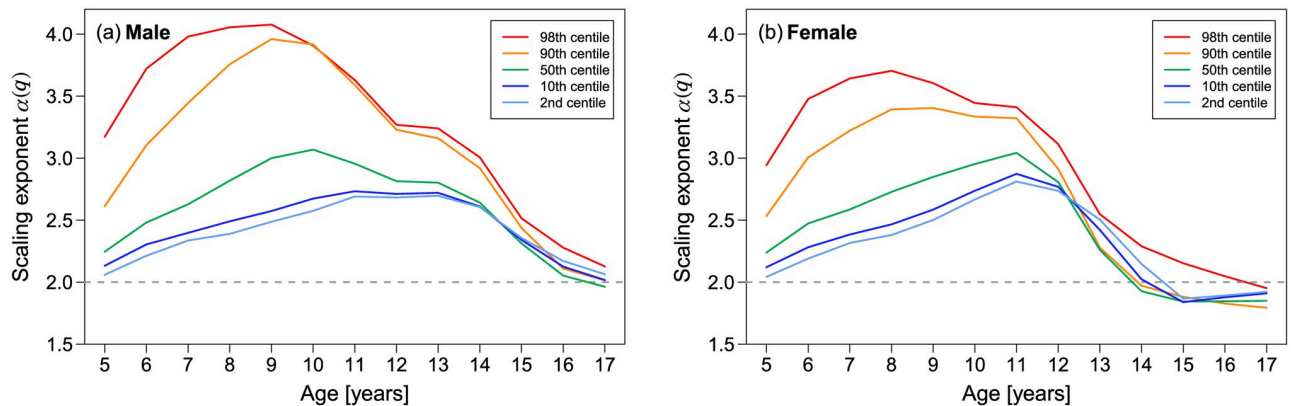 (a) Male
4.0
3.5
3.0
2.5
2.0
1.5
Scaling exponent α(q)
98th centile
90th centile
50th centile
10th centile
2nd centile
5 6 7 8 9 10 11 12 13 14 15 16 17
Age [years]
(b) Female
4.0
3.5
3.0
2.5
2.0
1.5
Scaling exponent α(q)
98th centile
90th centile
50th centile
10th centile
2nd centile
5 6 7 8 9 10 11 12 13 14 15 16 17
Age [years]